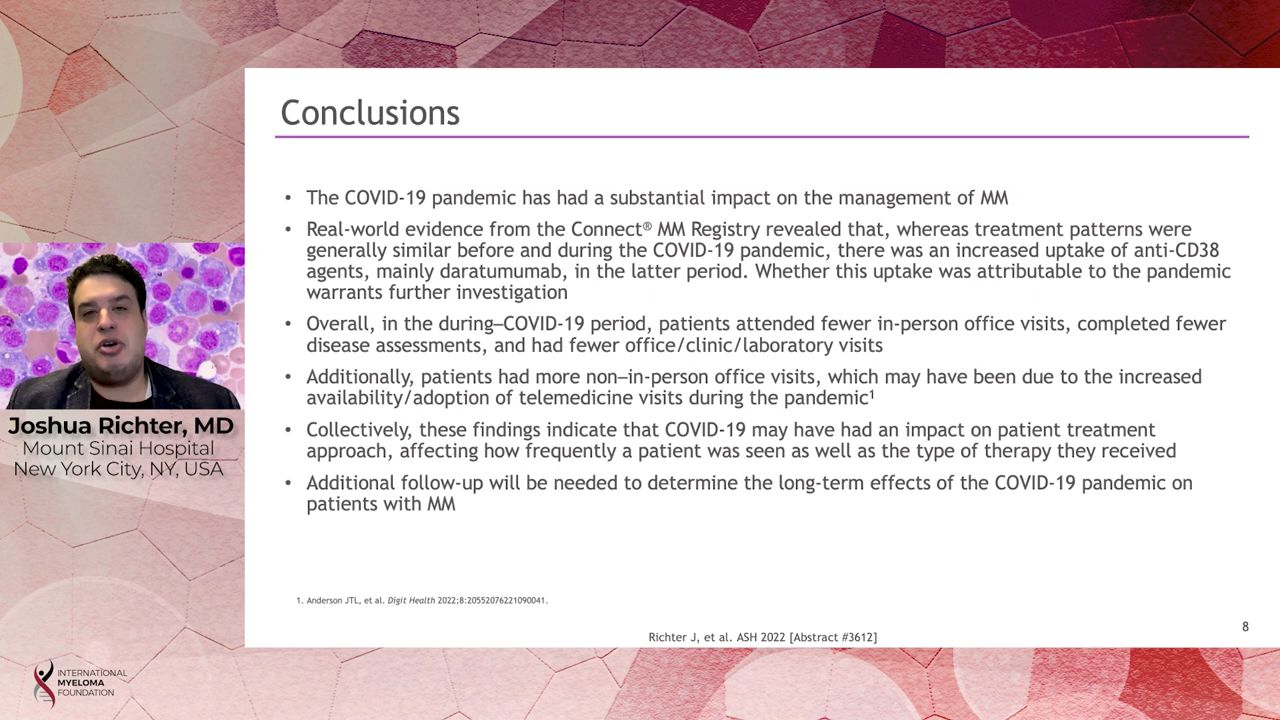 Conclusions
• The COVID-19 pandemic has had a substantial impact on the management of MM
• Real-world evidence from the Connect® MM Registry revealed that, whereas treatment patterns were
generally similar before and during the COVID-19 pandemic, there was an increased uptake of anti-CD38
agents, mainly daratumumab, in the latter period. Whether this uptake was attributable to the pandemic
warrants further investigation
• Overall, in the during–COVID-19 period, patients attended fewer in-person office visits, completed fewer
disease assessments, and had fewer office/clinic/laboratory visits
• Additionally, patients had more non–in-person office visits, which may have been due to the increased
availability/adoption of telemedicine visits during the pandemic¹
• Collectively, these findings indicate that COVID-19 may have had an impact on patient treatment
approach, affecting how frequently a patient was seen as well as the type of therapy they received
• Additional follow-up will be needed to determine the long-term effects of the COVID-19 pandemic on
patients with MM
1. Anderson JTL, et al. Digit Health 2022;8:20552076221090041.
Richter J, et al. ASH 2022 [Abstract #3612]
8
Joshua Richter, MD
Mount Sinai Hospital
New York City, NY, USA
INTERNATIONAL
MYELOMA
FOUNDATION